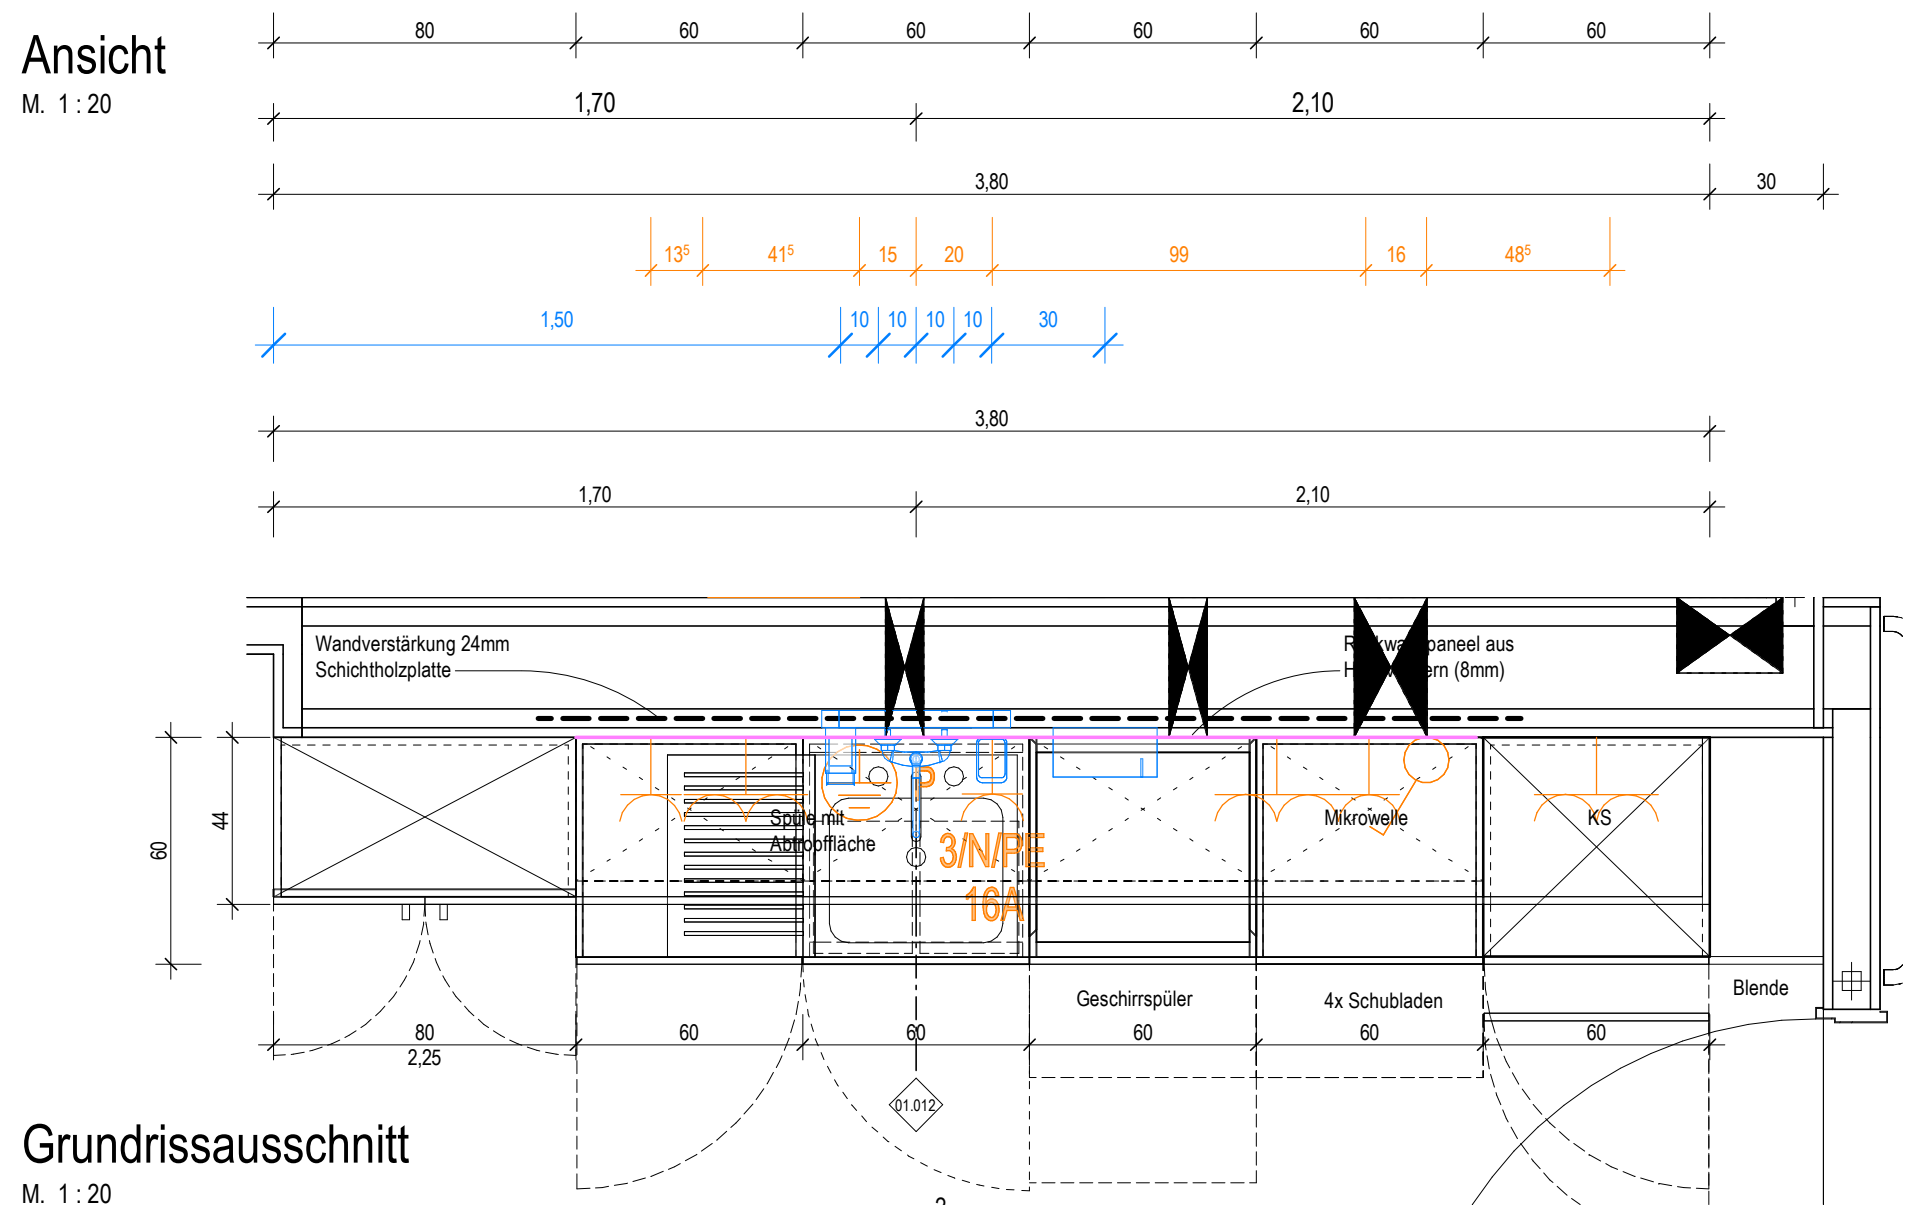 80 60 60 60 60 60
Ansicht
M. 1 : 20
1,70 2,10
3,80 30
13⁵ 41⁵ 15 20 99 16 48⁵
1,50 10 10 10 10 30
3,80
1,70 2,10
Wandverstärkung 24mm
Schichtholzplatte
paneel aus
(8mm)
P
44
60
Spüle mit
Abtropffläche
3/N/PE
16A
Mikrowelle
KS
Geschirrspüler
4x Schubladen
Blende
80 60 60 60 60 60
2,25
01.012
Grundrissausschnitt
M. 1 : 20